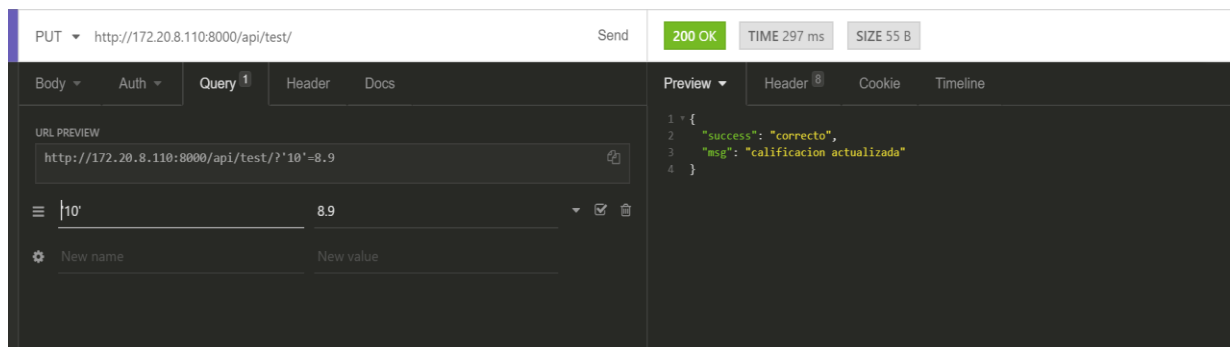 PUT http://172.20.8.110:8000/api/test/ Send
200 OK TIME 297 ms SIZE 55 B
Body Auth Query 1 Header Docs
Preview Header 8 Cookie Timeline
URL PREVIEW
http://172.20.8.110:8000/api/test/?'10'=8.9
'10' 8.9
New name New value
1 {
2 "success": "correcto",
3 "msg": "calificacion actualizada"
4 }